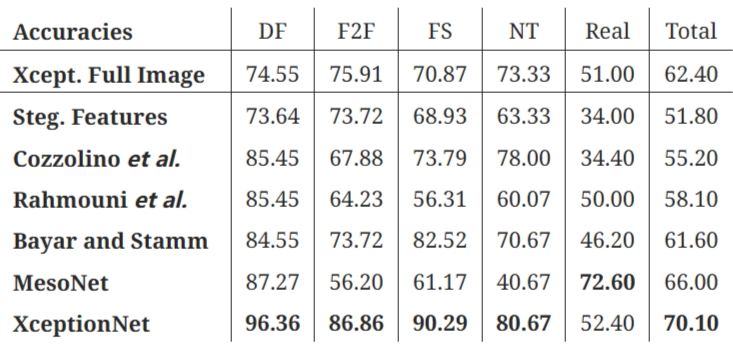 Accuracies DF F2F FS NT Real Total
Xcept. Full Image 74.55 75.91 70.87 73.33 51.00 62.40
Steg. Features 73.64 73.72 68.93 63.33 34.00 51.80
Cozzolino et al. 85.45 67.88 73.79 78.00 34.40 55.20
Rahmouni et al. 85.45 64.23 56.31 60.07 50.00 58.10
Bayar and Stamm 84.55 73.72 82.52 70.67 46.20 61.60
MesoNet 87.27 56.20 61.17 40.67 72.60 66.00
XceptionNet 96.36 86.86 90.29 80.67 52.40 70.10